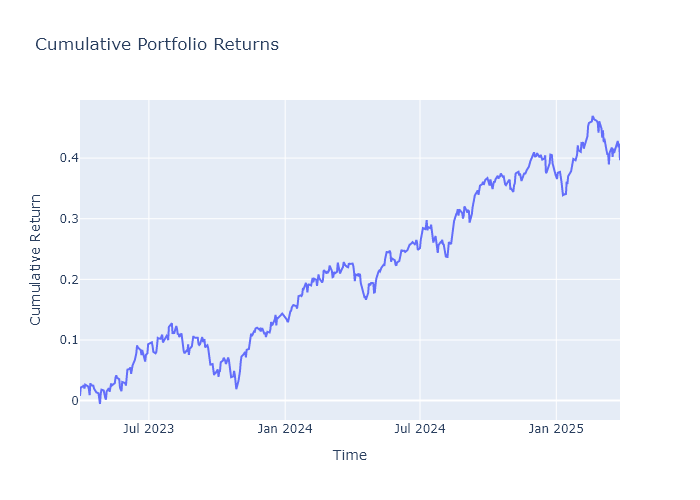 Cumulative Portfolio Returns
0.4
0.3
0.2
0.1
0
Cumulative Return
Jul 2023
Jan 2024
Jul 2024
Jan 2025
Time